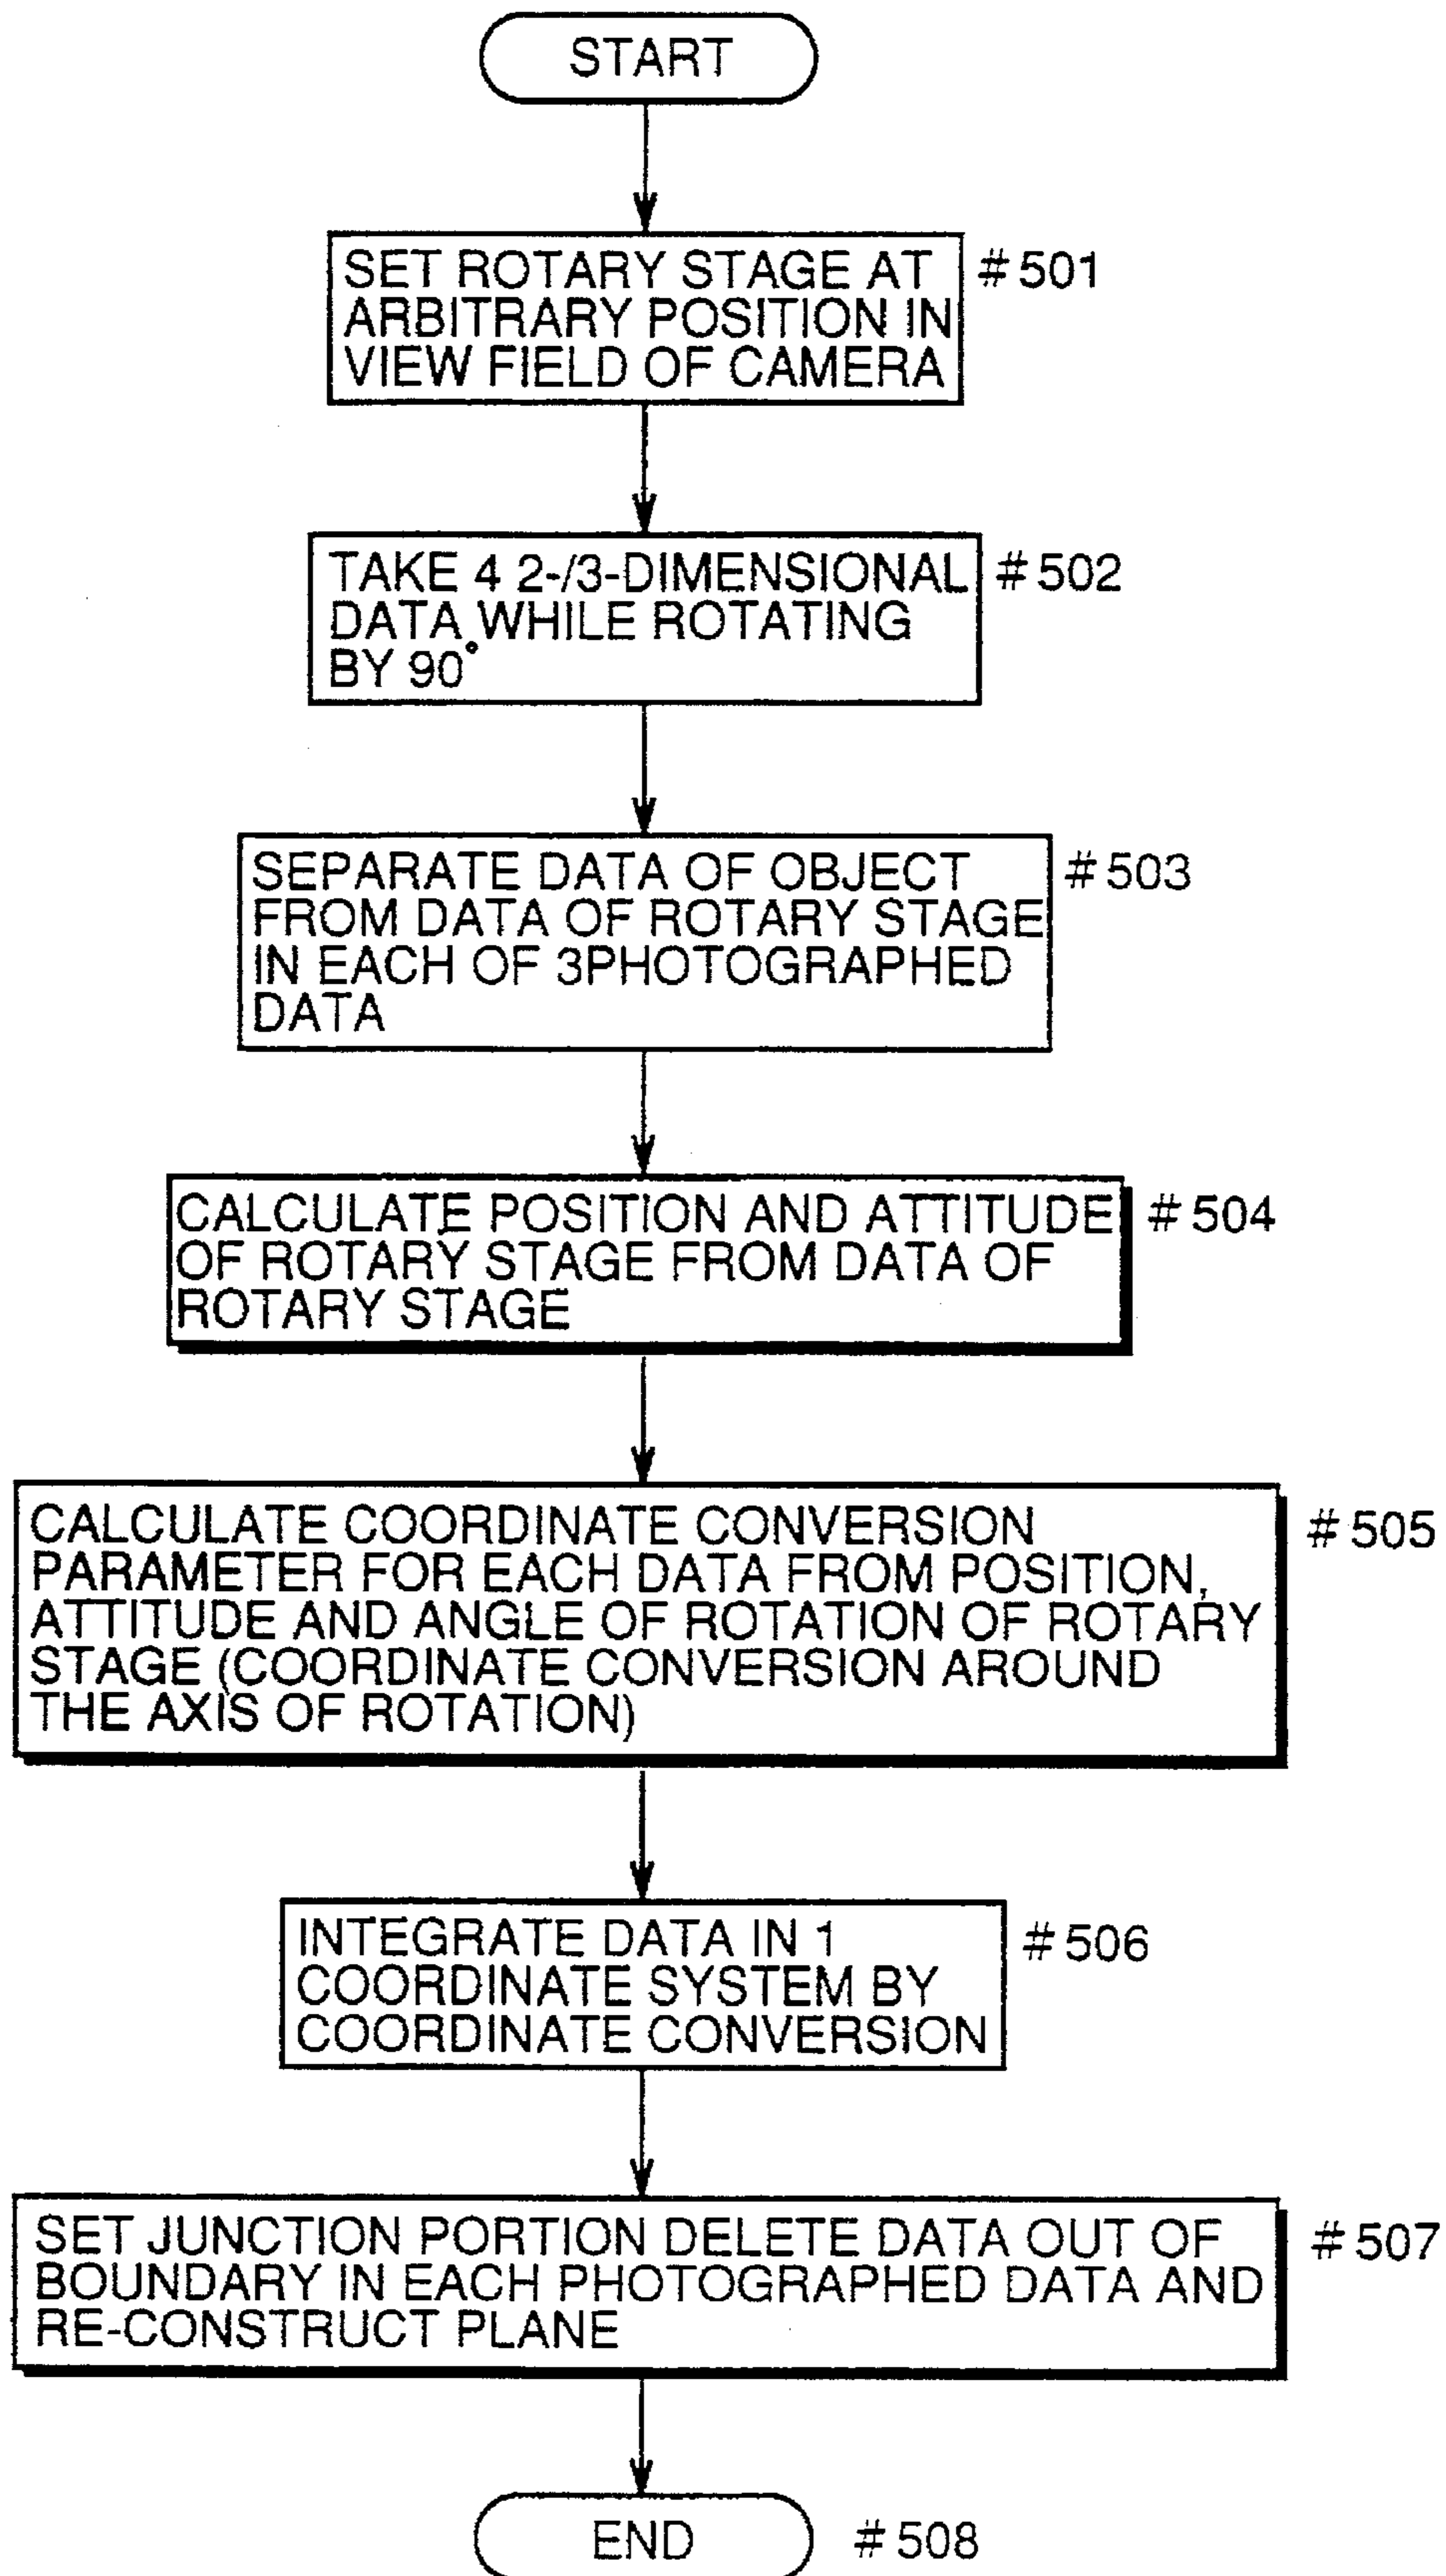 START
SET ROTARY STAGE AT
ARBITRARY POSITION IN
VIEW FIELD OF CAMERA
#501
TAKE 4 2-/3-DIMENSIONAL
DATA WHILE ROTATING
BY 90°
#502
SEPARATE DATA OF OBJECT
FROM DATA OF ROTARY STAGE
IN EACH OF 3PHOTOGRAPHED
DATA
#503
CALCULATE POSITION AND ATTITUDE
OF ROTARY STAGE FROM DATA OF
ROTARY STAGE
#504
CALCULATE COORDINATE CONVERSION
PARAMETER FOR EACH DATA FROM POSITION,
ATTITUDE AND ANGLE OF ROTATION OF ROTARY
STAGE (COORDINATE CONVERSION AROUND
THE AXIS OF ROTATION)
#505
INTEGRATE DATA IN 1
COORDINATE SYSTEM BY
COORDINATE CONVERSION
#506
SET JUNCTION PORTION DELETE DATA OUT OF
BOUNDARY IN EACH PHOTOGRAPHED DATA AND
RE-CONSTRUCT PLANE
#507
END
#508